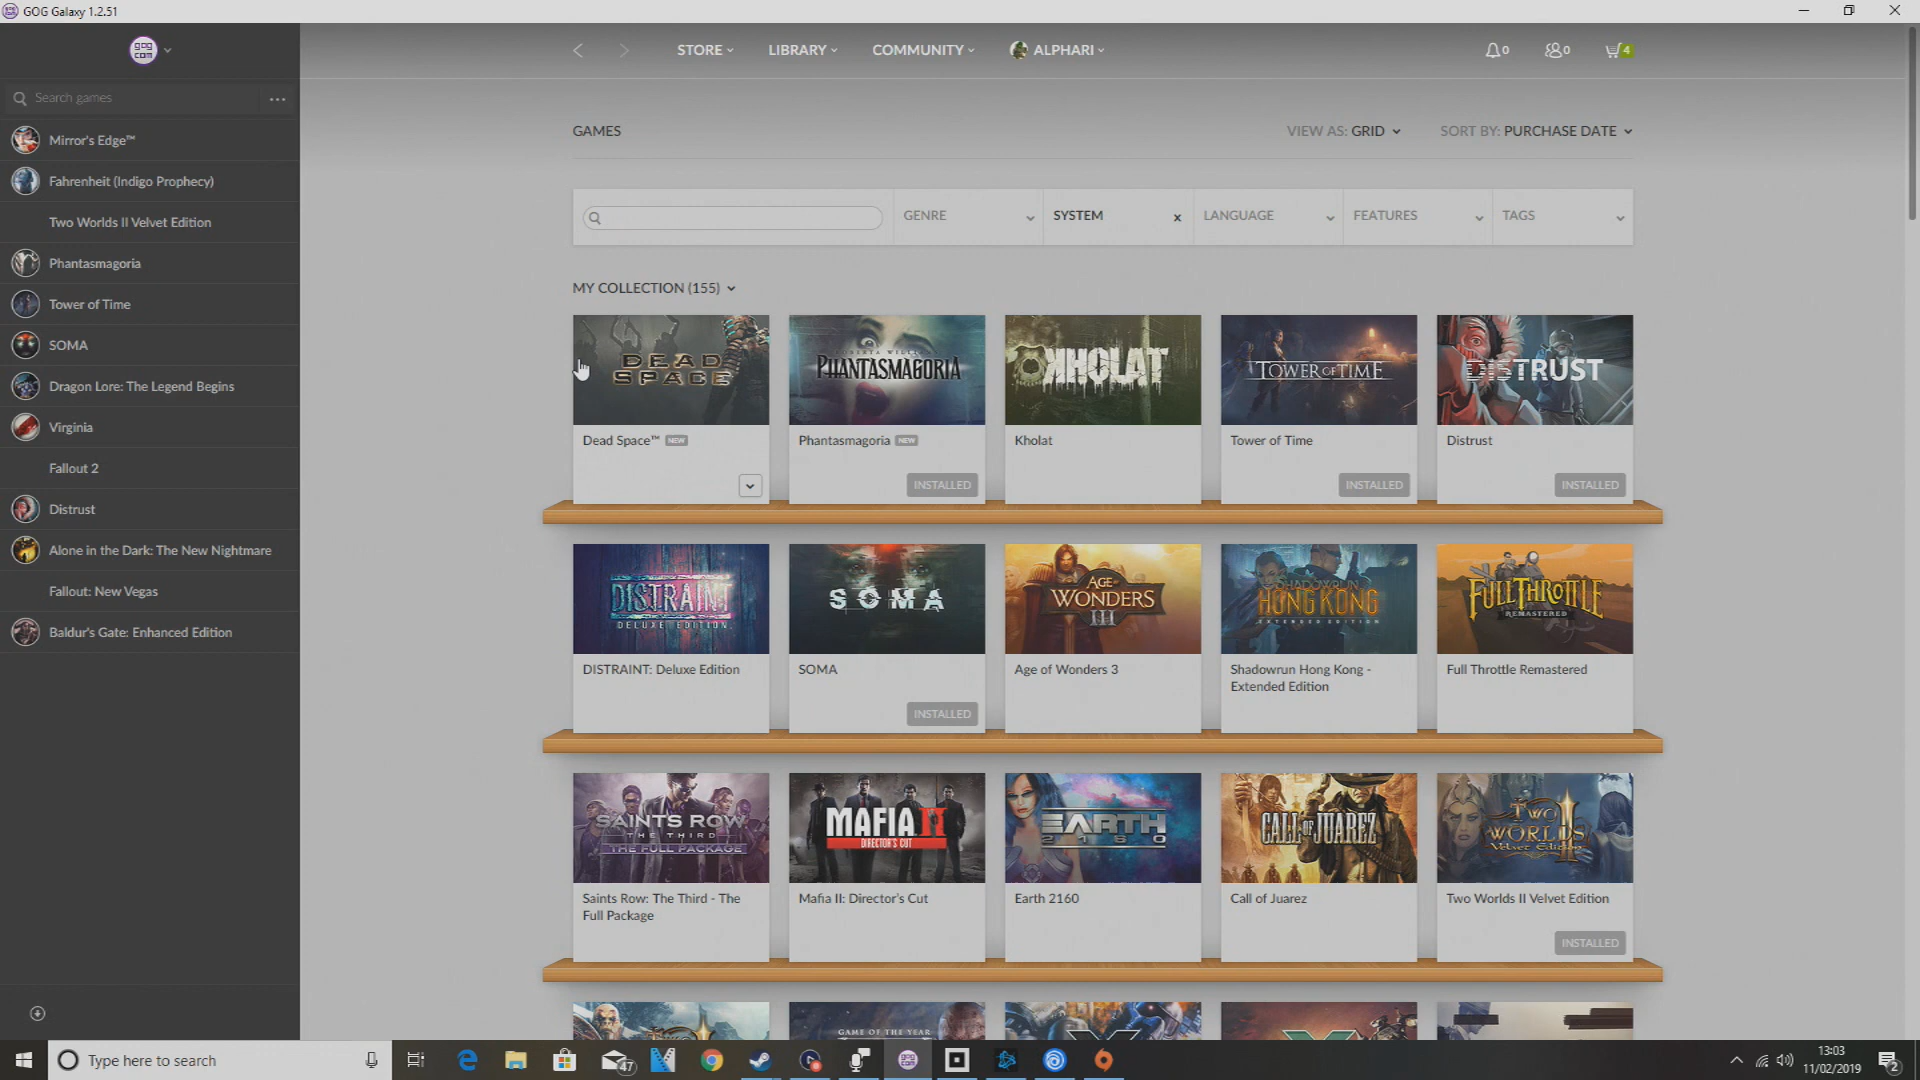 GOG Galaxy 1.2.51
STORE LIBRARY COMMUNITY ALPHARI 0 0 4
Search games
Mirror's Edge™
Fahrenheit (Indigo Prophecy)
Two Worlds II Velvet Edition
Phantasmagoria
Tower of Time
SOMA
Dragon Lore: The Legend Begins
Virginia
Fallout 2
Distrust
Alone in the Dark: The New Nightmare
Fallout: New Vegas
Baldur's Gate: Enhanced Edition
GAMES VIEW AS: GRID SORT BY: PURCHASE DATE
GENRE SYSTEM x LANGUAGE FEATURES TAGS
MY COLLECTION (155)
DEAD SPACE
PHANTASMAGORIA
KHOLAT
TOWER OF TIME
DISTRUST
Dead Space™ NEW
Phantasmagoria NEW
Kholat
Tower of Time
Distrust
INSTALLED INSTALLED INSTALLED
DISTRAINT
DELUXE EDITION
SOMA
AGE of WONDERS III
SHADOWRUN
HONG KONG
EXTENDED EDITION
FULL THROTTLE
REMASTERED
DISTRAINT: Deluxe Edition
SOMA
Age of Wonders 3
Shadowrun Hong Kong -
Extended Edition
Full Throttle Remastered
INSTALLED
SAINTS ROW
THE THIRD
THE FULL PACKAGE
MAFIA II
DIRECTOR'S CUT
EARTH
2160
CALL OF JUAREZ
TWO WORLDS II
Velvet Edition
Saints Row: The Third - The
Full Package
Mafia II: Director's Cut
Earth 2160
Call of Juarez
Two Worlds II Velvet Edition
INSTALLED
GAME OF THE YEAR
Type here to search
47
13:03
11/02/2019
2